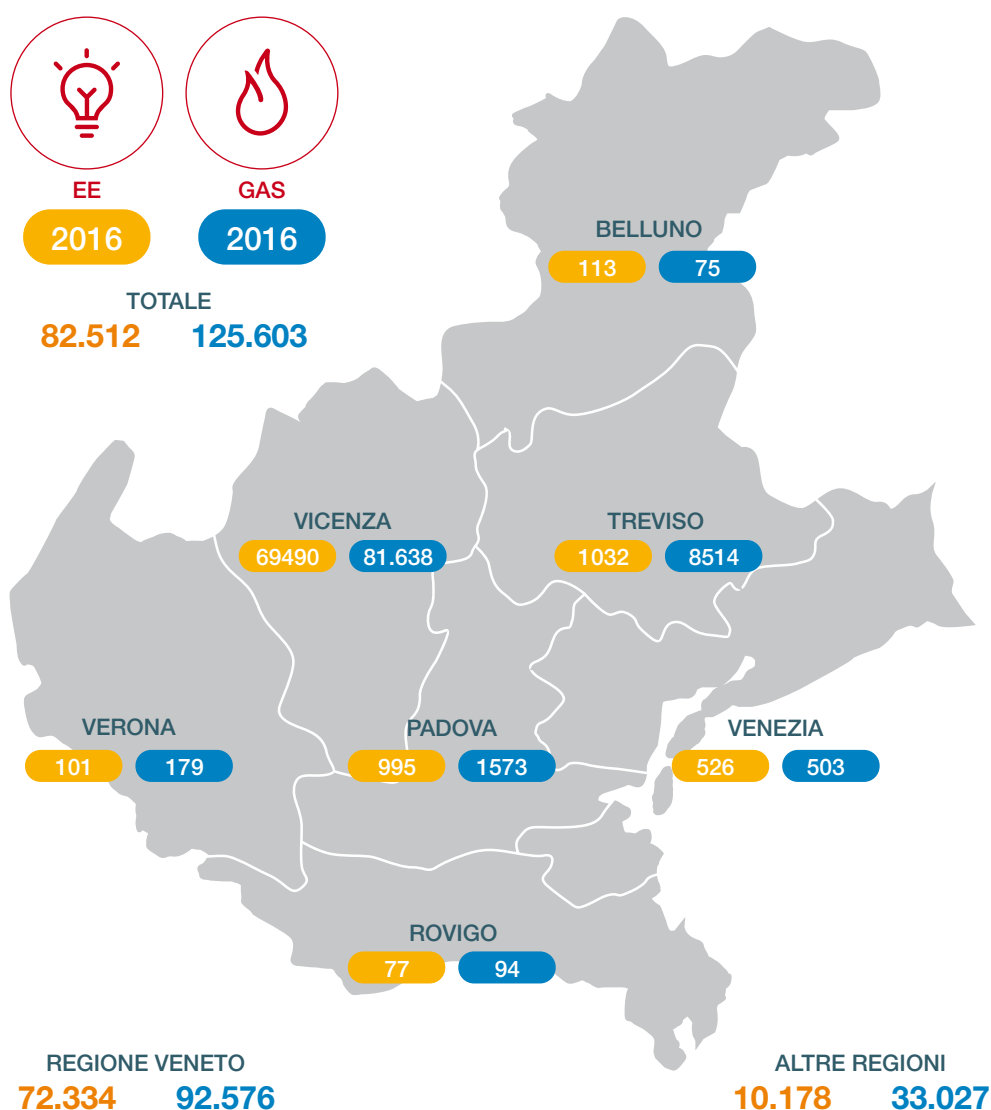 EE GAS
2016 2016
TOTALE
82.512 125.603
BELLUNO
113 75
VICENZA
69490 81.638
TREVISO
1032 8514
VERONA
101 179
PADOVA
995 1573
VENEZIA
526 503
ROVIGO
77 94
REGIONE VENETO
72.334 92.576
ALTRE REGIONI
10.178 33.027